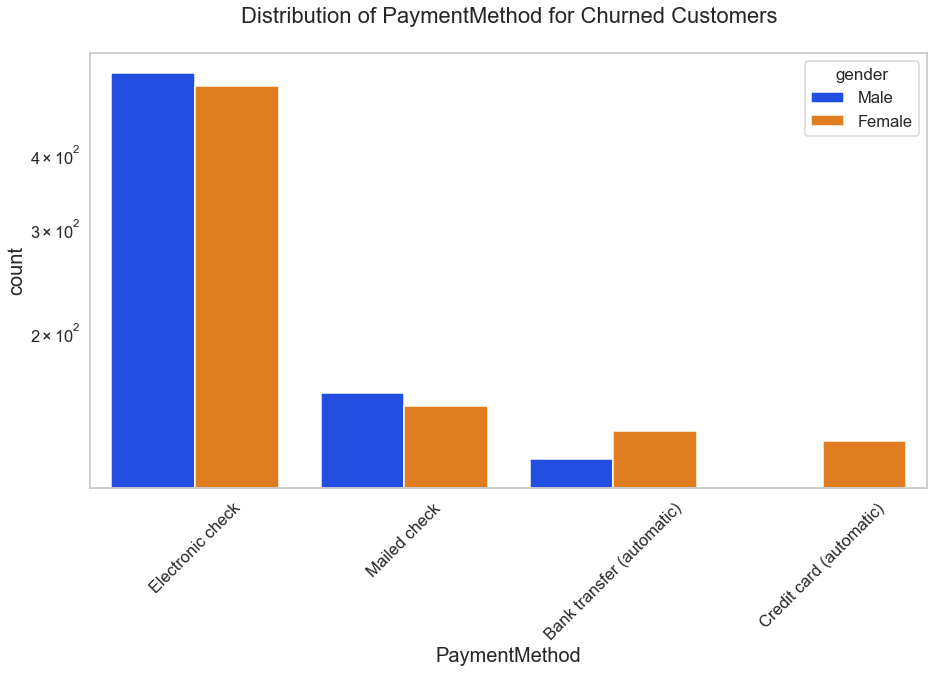 Distribution of PaymentMethod for Churned Customers
gender
Male
Female
4 × 10²
3 × 10²
2 × 10²
count
Electronic check
Mailed check
Bank transfer (automatic)
Credit card (automatic)
PaymentMethod